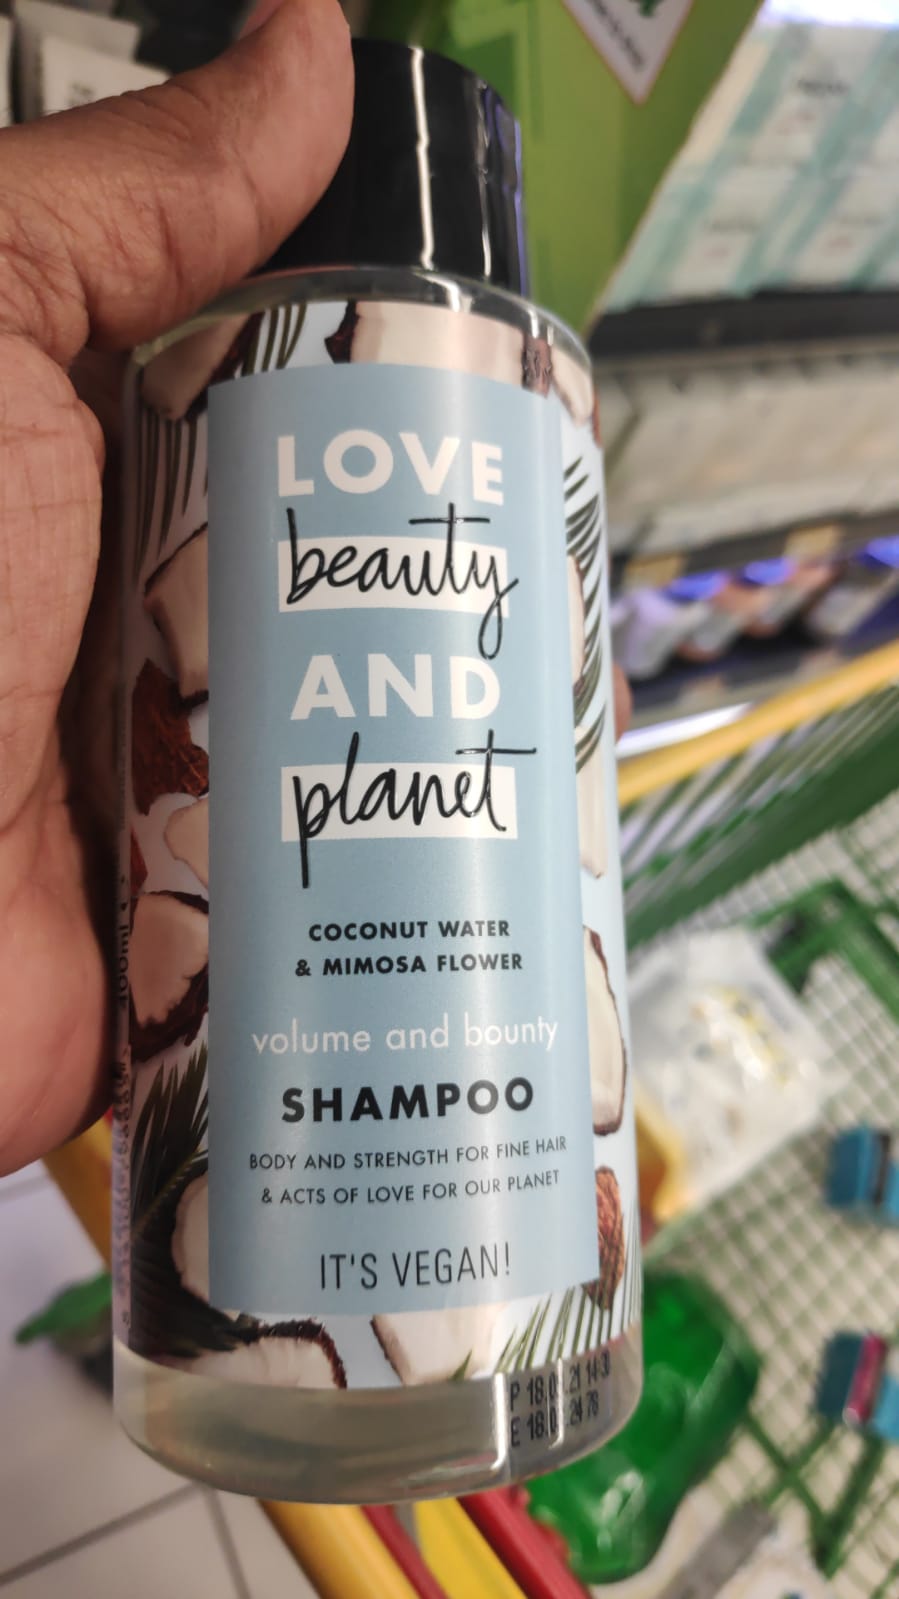 LOVE
beauty
AND
planet
COCONUT WATER
& MIMOSA FLOWER
volume and bounty
SHAMPOO
BODY AND STRENGTH FOR FINE HAIR
& ACTS OF LOVE FOR OUR PLANET
IT'S VEGAN!
400ml e